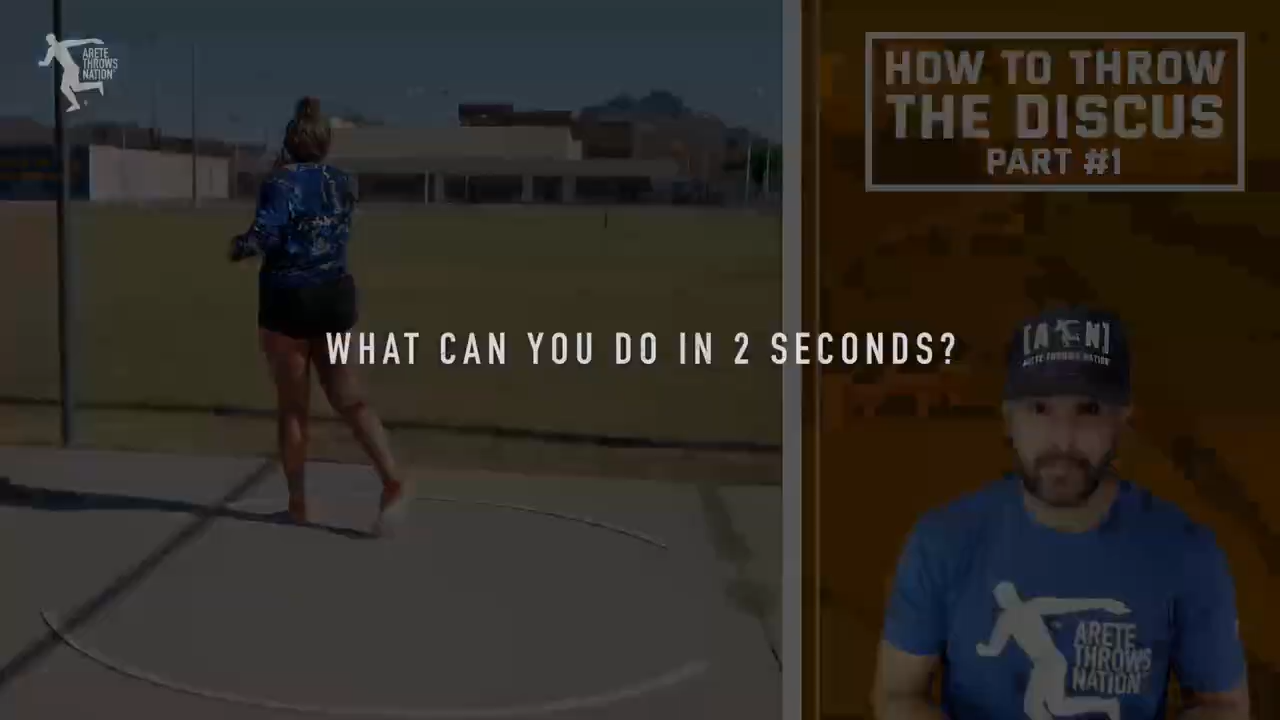 ARETE
THROWS
NATION
HOW TO THROW
THE DISCUS
PART #1
WHAT CAN YOU DO IN 2 SECONDS?
[A N]
ARETE THROWS NATION
ARETE
THROWS
NATION